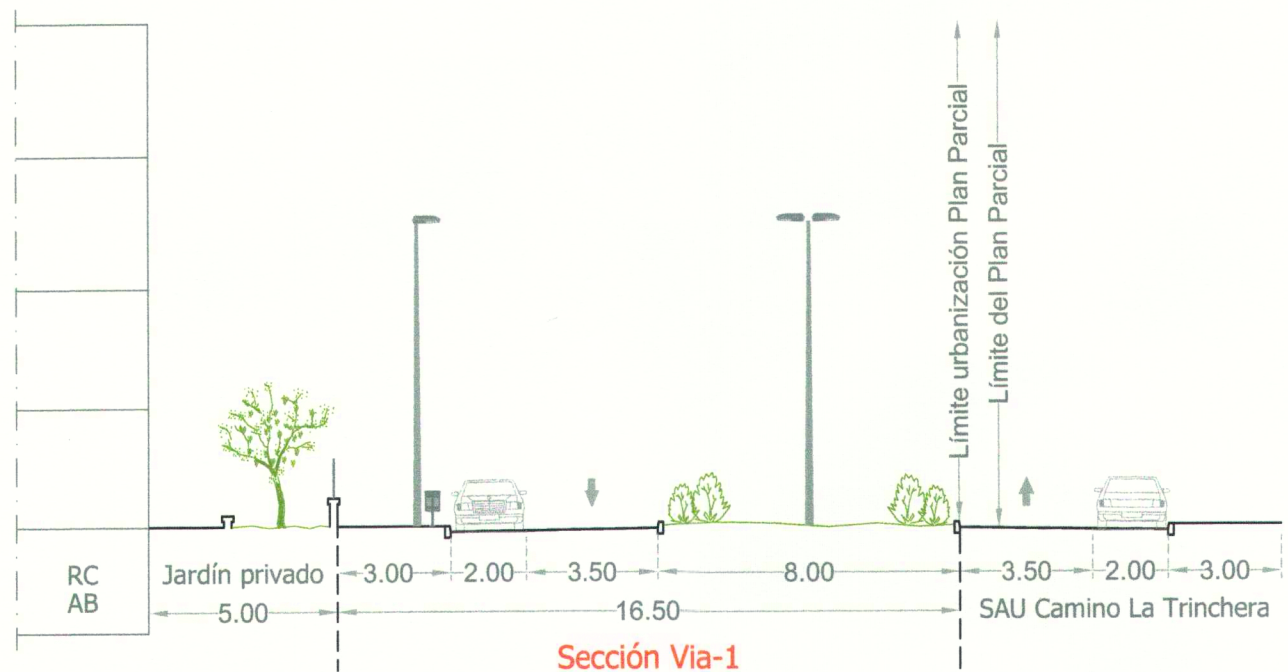 Límite urbanización Plan Parcial
Límite del Plan Parcial
RC
AB
Jardín privado
3.00
2.00
3.50
8.00
3.50
2.00
3.00
5.00
16.50
SAU Camino La Trinchera
Sección Via-1